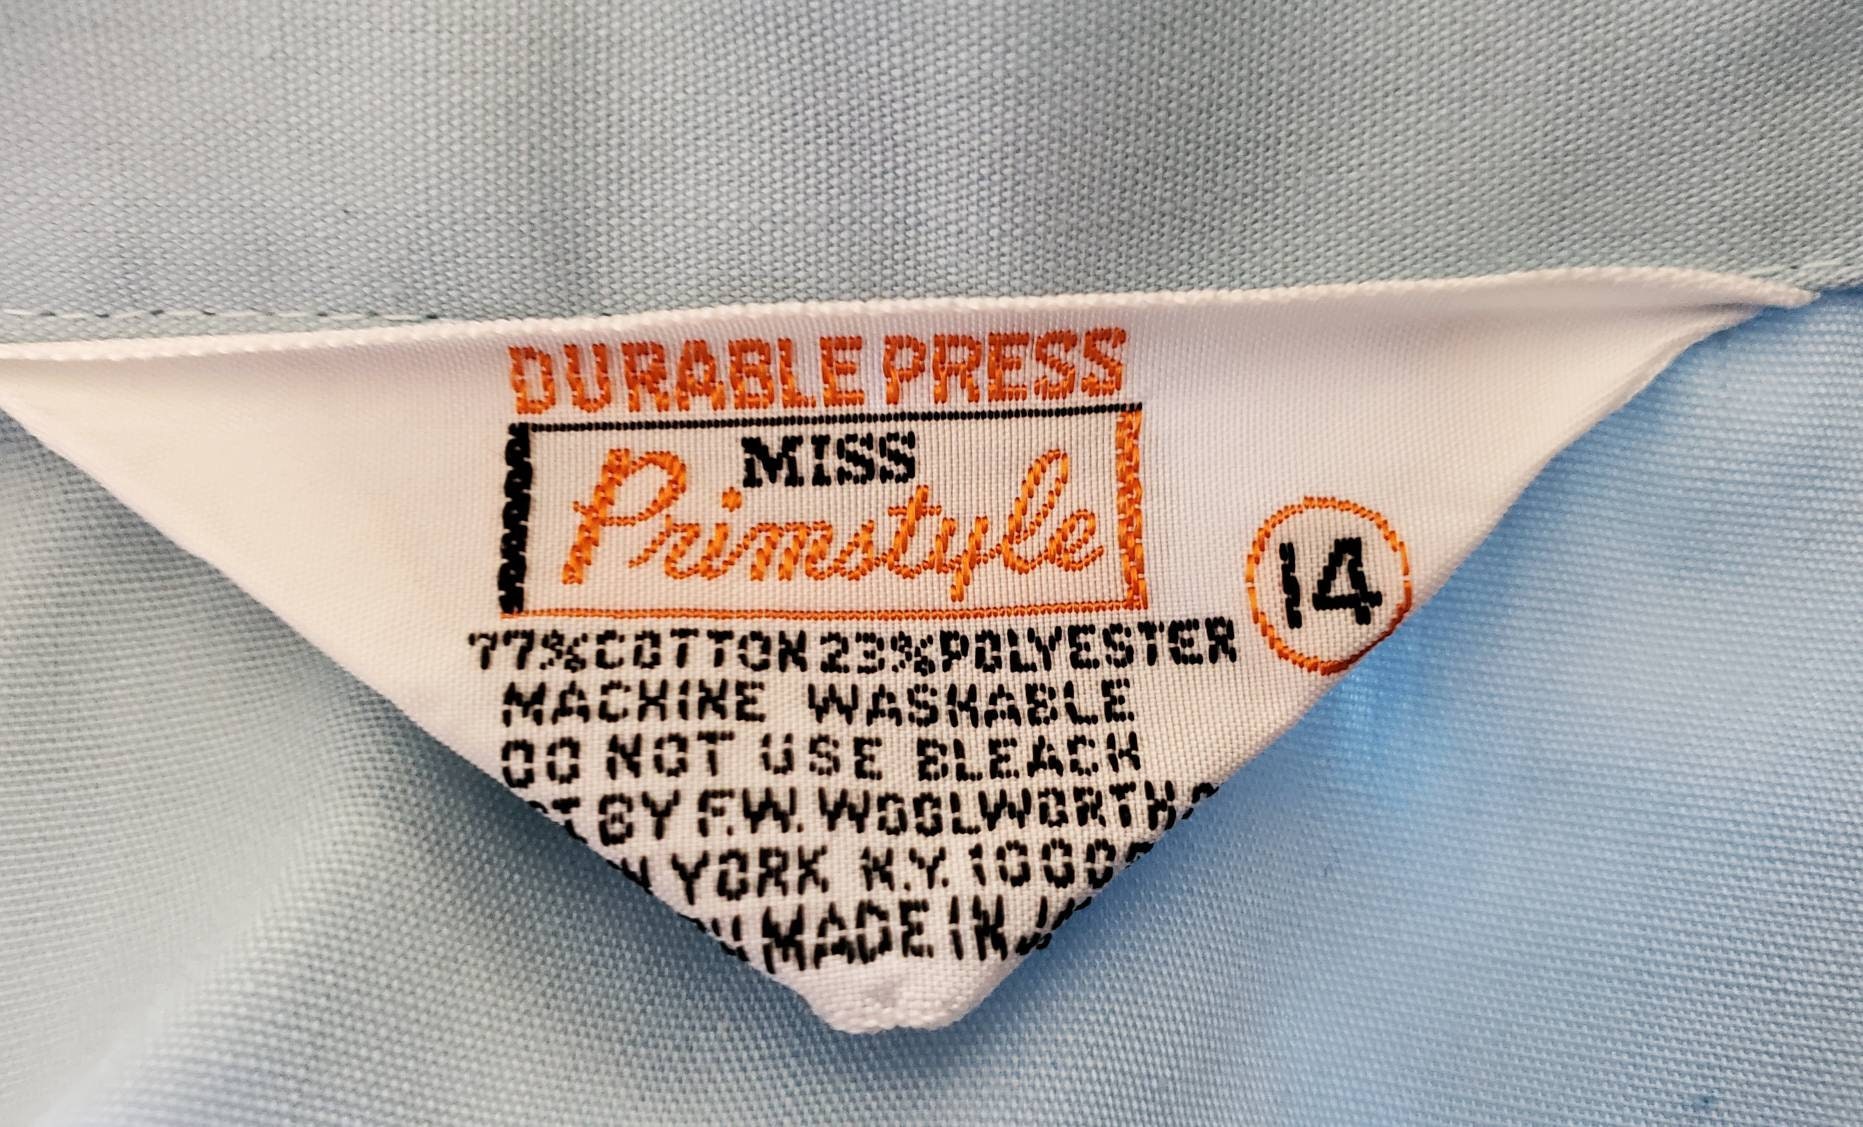 DURABLE PRESS
MISS
Primstyle
14
77% COTTON 23% POLYESTER
MACHINE WASHABLE
DO NOT USE BLEACH
BY F.W. WOOLWORTH
YORK N.Y. 1000
MADE IN